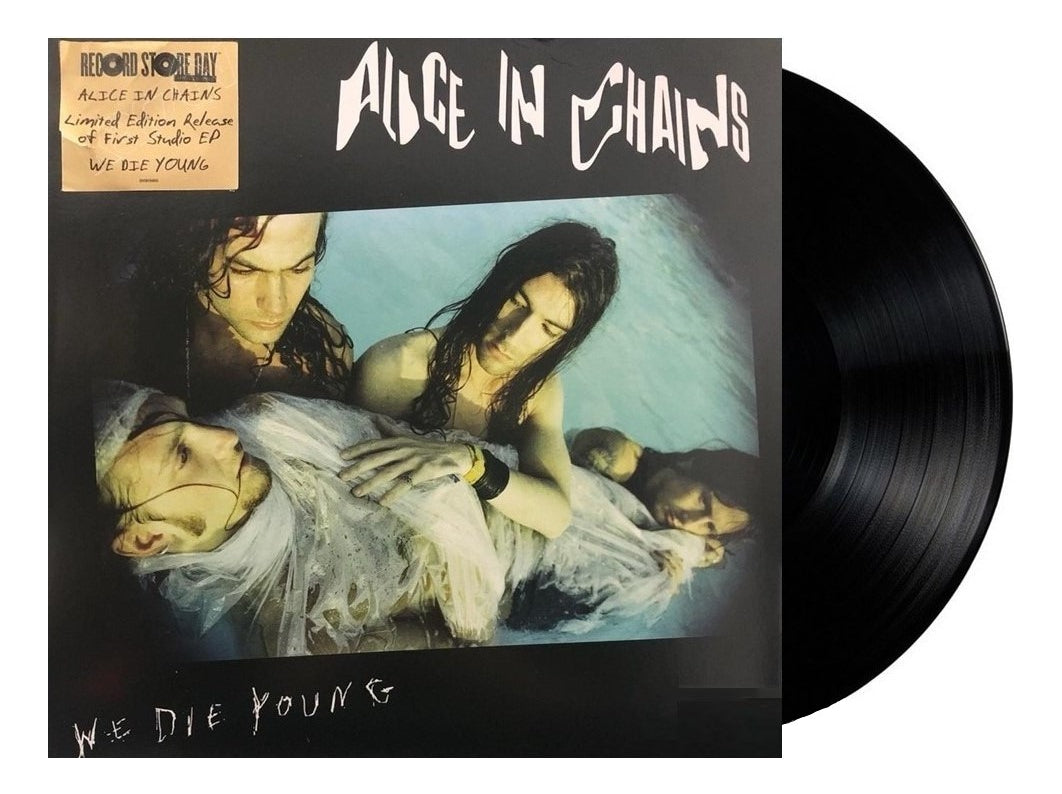 RECORD STORE DAY
ALICE IN CHAINS
Limited Edition Release
of First Studio EP
WE DIE YOUNG
ALICE IN CHAINS
WE DIE YOUNG